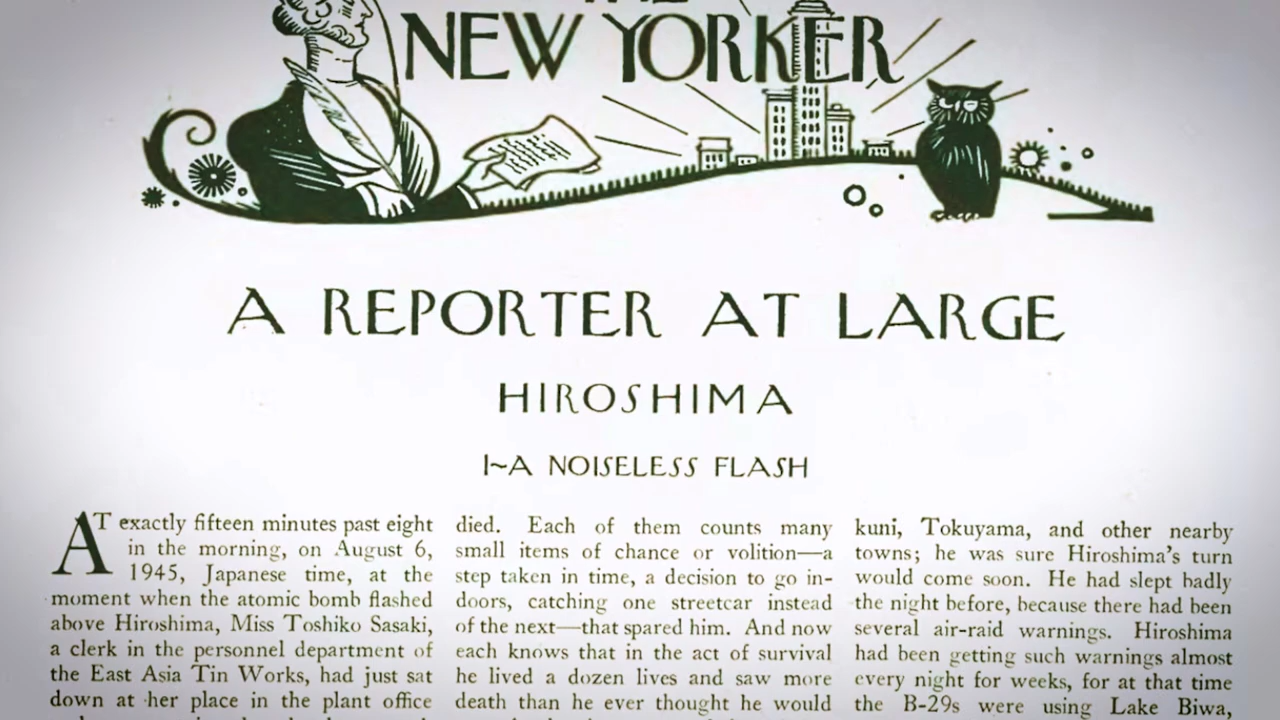 NEW YORKER
A REPORTER AT LARGE
HIROSHIMA
I~A NOISELESS FLASH
AT exactly fifteen minutes past eight
in the morning, on August 6,
1945, Japanese time, at the
moment when the atomic bomb flashed
above Hiroshima, Miss Toshiko Sasaki,
a clerk in the personnel department of
the East Asia Tin Works, had just sat
down at her place in the plant office
died. Each of them counts many
small items of chance or volition—a
step taken in time, a decision to go in-
doors, catching one streetcar instead
of the next—that spared him. And now
each knows that in the act of survival
he lived a dozen lives and saw more
death than he ever thought he would
kuni, Tokuyama, and other nearby
towns; he was sure Hiroshima's turn
would come soon. He had slept badly
the night before, because there had been
several air-raid warnings. Hiroshima
had been getting such warnings almost
every night for weeks, for at that time
the B-29s were using Lake Biwa,